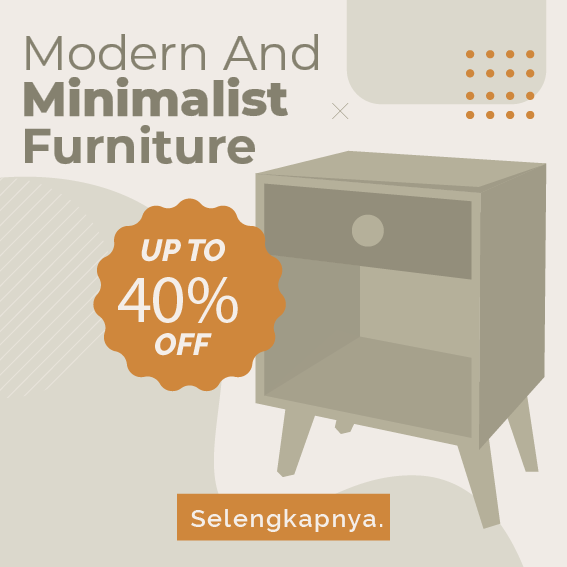 Modern And
Minimalist
Furniture
UP TO
40%
OFF
Selengkapnya.